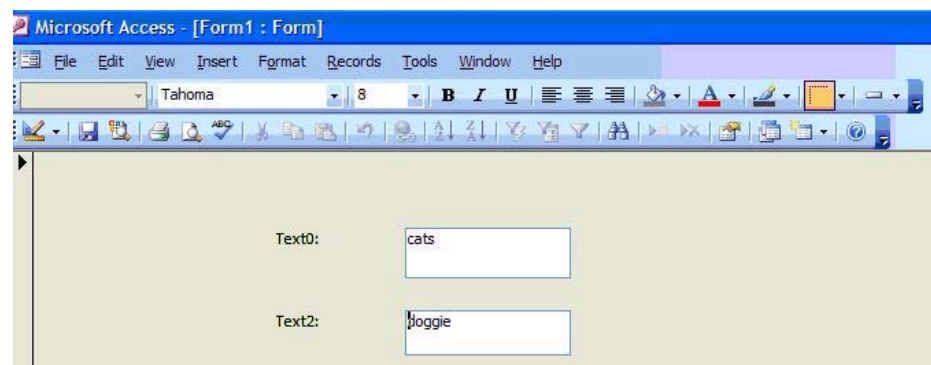 Microsoft Access - [Form1 : Form]
File Edit View Insert Format Records Tools Window Help
Tahoma 8 B I U A
ABC
Text0: cats
Text2: doggie